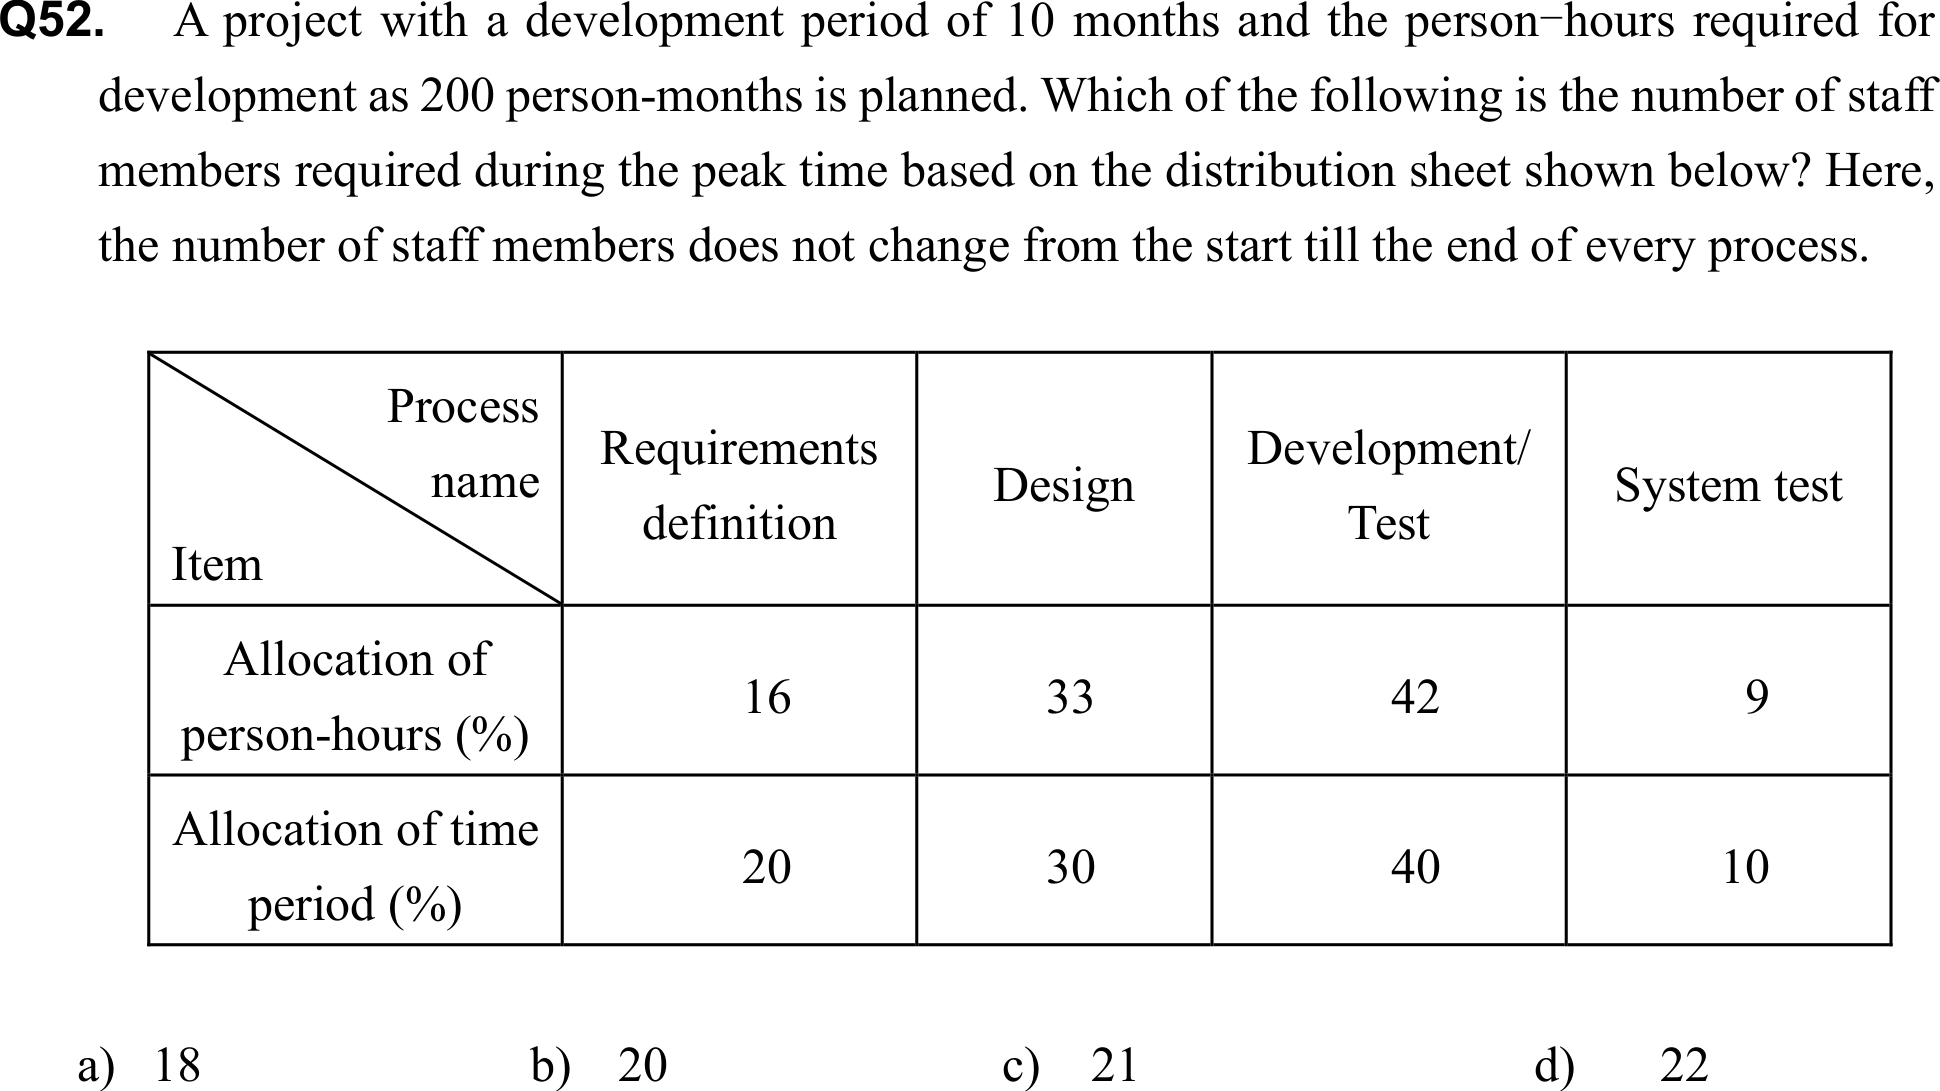 Q52. A project with a development period of 10 months and the person−hours required for
development as 200 person-months is planned. Which of the following is the number of staff
members required during the peak time based on the distribution sheet shown below? Here,
the number of staff members does not change from the start till the end of every process.
Process
name
Item
Requirements
definition
Design
Development/
Test
System test
Allocation of
person-hours (%)
16
33
42
9
Allocation of time
period (%)
20
30
40
10
a) 18 b) 20 c) 21 d) 22